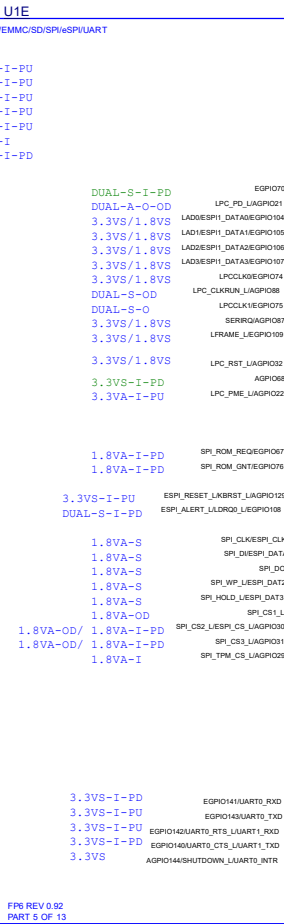 U1E
/EMMC/SD/SPI/eSPI/UART
-I-PU
-I-PU
-I-PU
-I-PU
-I-PU
-I
-I-PD
DUAL-S-I-PD EGPIO70
DUAL-A-O-OD LPC_PD_L/AGPIO21
3.3VS/1.8VS LAD0/ESPI1_DATA0/EGPIO104
3.3VS/1.8VS LAD1/ESPI1_DATA1/EGPIO105
3.3VS/1.8VS LAD2/ESPI1_DATA2/EGPIO106
3.3VS/1.8VS LAD3/ESPI1_DATA3/EGPIO107
3.3VS/1.8VS LPCCLK0/EGPIO74
DUAL-S-OD LPC_CLKRUN_L/AGPIO88
DUAL-S-O LPCCLK1/EGPIO75
3.3VS/1.8VS SERIRQ/AGPIO87
3.3VS/1.8VS LFRAME_L/EGPIO109
3.3VS/1.8VS LPC_RST_L/AGPIO32
3.3VS-I-PD AGPIO68
3.3VA-I-PU LPC_PME_L/AGPIO22
1.8VA-I-PD SPI_ROM_REQ/EGPIO67
1.8VA-I-PD SPI_ROM_GNT/EGPIO76
3.3VS-I-PU ESPI_RESET_L/KBRST_L/AGPIO129
DUAL-S-I-PD ESPI_ALERT_L/LDRQ0_L/EGPIO108
1.8VA-S SPI_CLK/ESPI_CLK
1.8VA-S SPI_DI/ESPI_DATA
1.8VA-S SPI_DO
1.8VA-S SPI_WP_L/ESPI_DAT2
1.8VA-S SPI_HOLD_L/ESPI_DAT3
1.8VA-OD SPI_CS1_L
1.8VA-OD/ 1.8VA-I-PD SPI_CS2_L/ESPI_CS_L/AGPIO30
1.8VA-OD/ 1.8VA-I-PD SPI_CS3_L/AGPIO31
1.8VA-I SPI_TPM_CS_L/AGPIO29
3.3VS-I-PD EGPIO141/UART0_RXD
3.3VS-I-PU EGPIO143/UART0_TXD
3.3VS-I-PU EGPIO142/UART0_RTS_L/UART1_RXD
3.3VS-I-PD EGPIO140/UART0_CTS_L/UART1_TXD
3.3VS AGPIO144/SHUTDOWN_L/UART0_INTR
FP6 REV 0.92
PART 5 OF 13